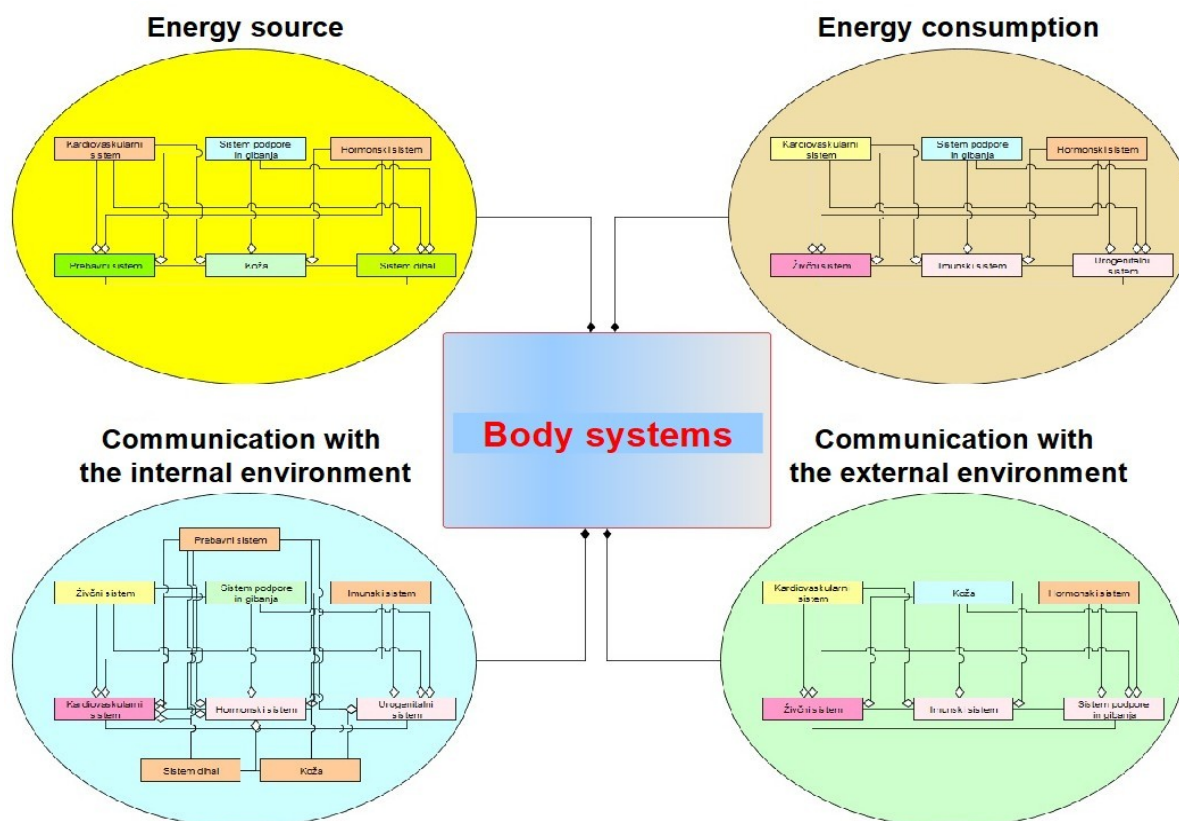 Energy source
Kardiovaskularni
sistem
Sistem podpore
in gibanja
Hormonski sistem
Prebavni sistem
Koža
Sistem dihal
Energy consumption
Kardiovaskularni
sistem
Sistem podpore
in gibanja
Hormonski sistem
Živčni sistem
Imunski sistem
Urogenitalni
sistem
Body systems
Communication with
the internal environment
Prebavni sistem
Živčni sistem
Sistem podpore
in gibanja
Imunski sistem
Kardiovaskularni
sistem
Hormonski sistem
Urogenitalni
sistem
Sistem dihal
Koža
Communication with
the external environment
Kardiovaskularni
sistem
Koža
Hormonski sistem
Živčni sistem
Imunski sistem
Sistem podpore
in gibanja